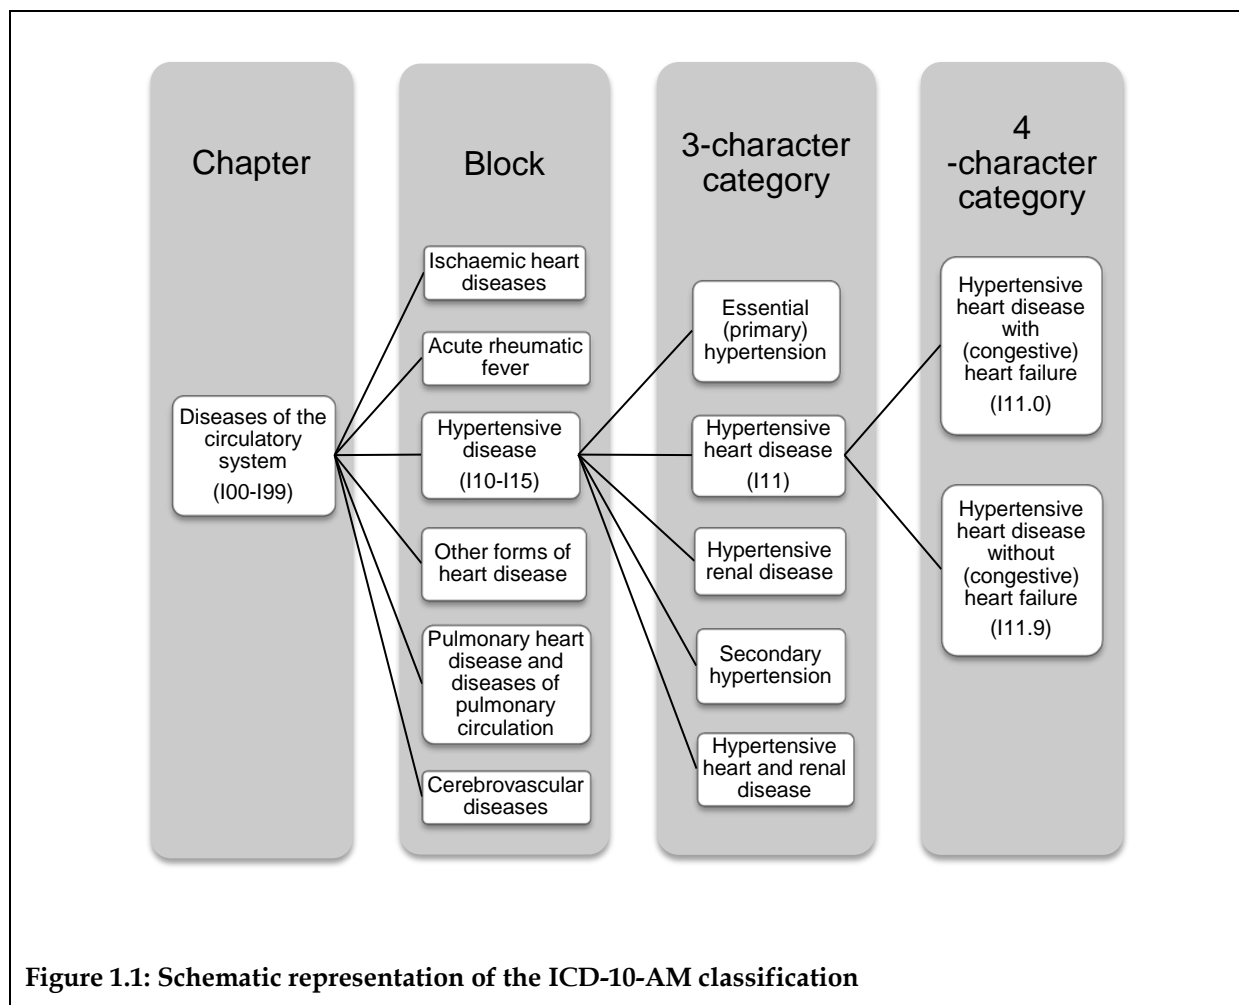 Chapter
Diseases of the
circulatory
system
(I00-I99)
Block
Ischaemic heart
diseases
Acute rheumatic
fever
Hypertensive
disease
(I10-I15)
Other forms of
heart disease
Pulmonary heart
disease and
diseases of
pulmonary
circulation
Cerebrovascular
diseases
3-character
category
Essential
(primary)
hypertension
Hypertensive
heart disease
(I11)
Hypertensive
renal disease
Secondary
hypertension
Hypertensive
heart and renal
disease
4
-character
category
Hypertensive
heart disease
with
(congestive)
heart failure
(I11.0)
Hypertensive
heart disease
without
(congestive)
heart failure
(I11.9)
Figure 1.1: Schematic representation of the ICD-10-AM classification